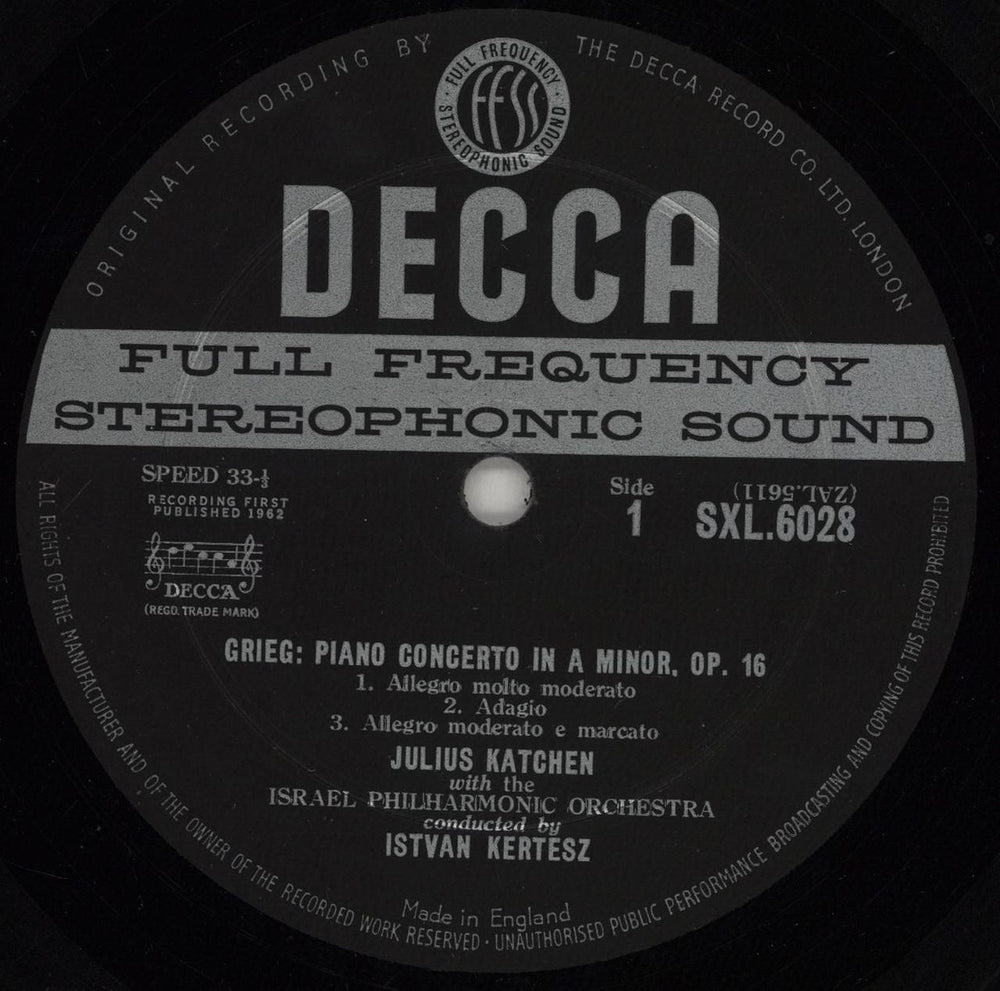 ORIGINAL RECORDING BY THE DECCA RECORD CO. LTD. LONDON
FULL FREQUENCY STEREOPHONIC SOUND
FFSS
DECCA
FULL FREQUENCY
STEREOPHONIC SOUND
SPEED 33-⅓
RECORDING FIRST
PUBLISHED 1962
DECCA
(REGD. TRADE MARK)
Side
1
(ZAL.5611)
SXL.6028
GRIEG: PIANO CONCERTO IN A MINOR, OP. 16
1. Allegro molto moderato
2. Adagio
3. Allegro moderato e marcato
JULIUS KATCHEN
with the
ISRAEL PHILHARMONIC ORCHESTRA
conducted by
ISTVAN KERTESZ
Made in England
ALL RIGHTS OF THE MANUFACTURER AND OF THE OWNER OF THE RECORDED WORK RESERVED · UNAUTHORISED PUBLIC PERFORMANCE BROADCASTING AND COPYING OF THIS RECORD PROHIBITED